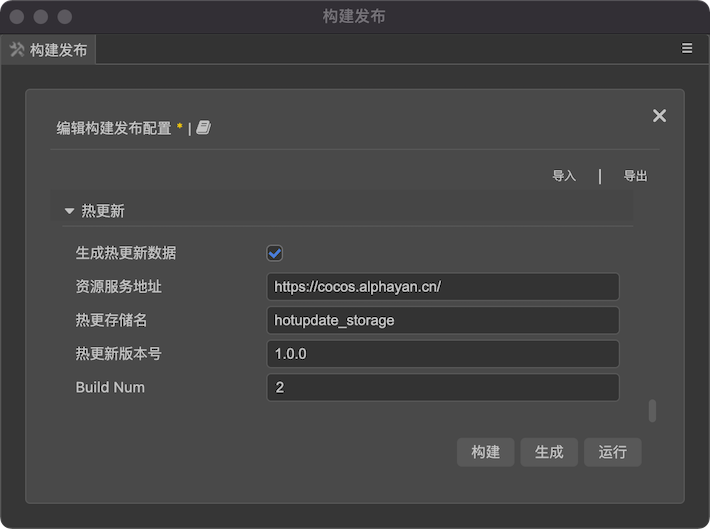 构建发布
构建发布
编辑构建发布配置 * |
导入 | 导出
热更新
生成热更新数据
资源服务地址 https://cocos.alphayan.cn/
热更存储名 hotupdate_storage
热更新版本号 1.0.0
Build Num 2
构建 生成 运行